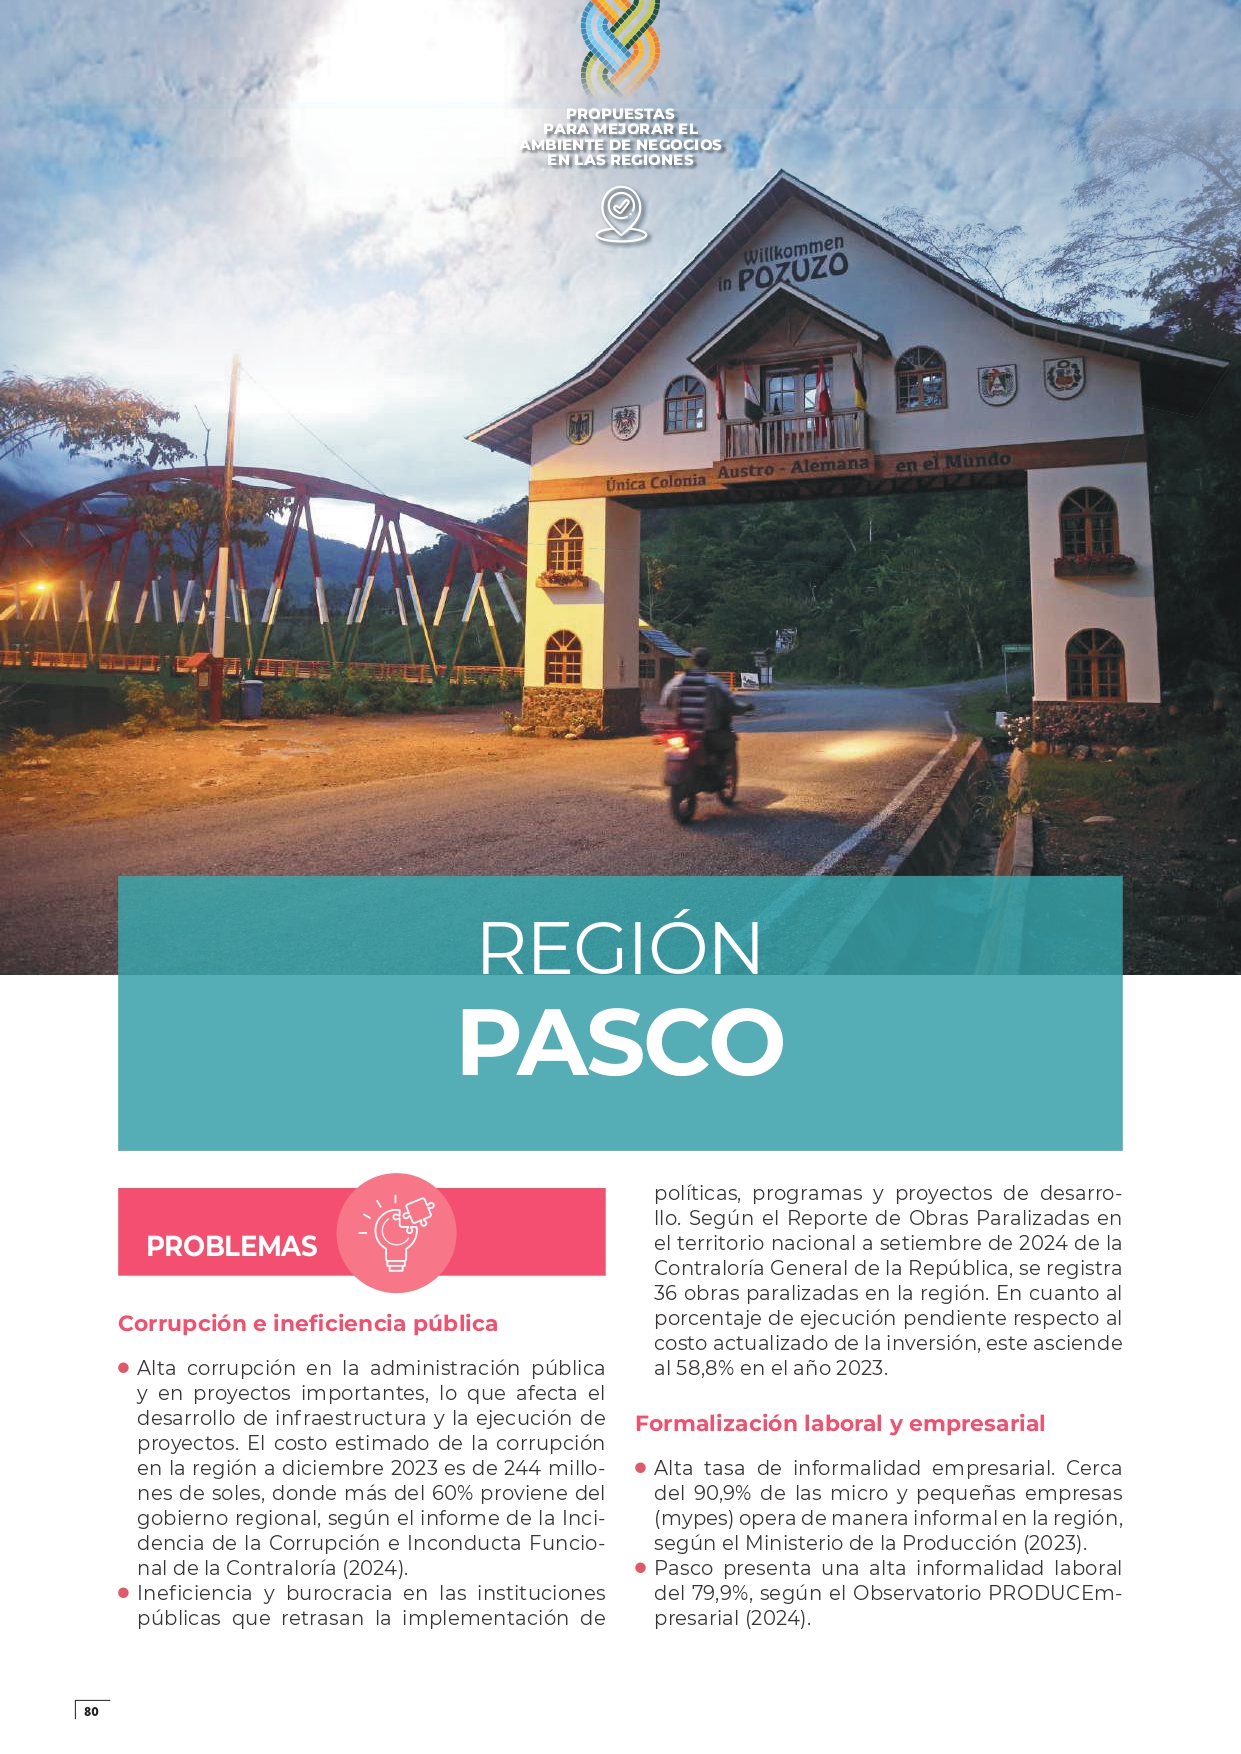 PROPUESTAS
PARA MEJORAR EL
AMBIENTE DE NEGOCIOS
EN LAS REGIONES
Willkommen
in POZUZO
Única Colonia Austro - Alemana en el Mundo
REGIÓN
PASCO
PROBLEMAS
Corrupción e ineficiencia pública
● Alta corrupción en la administración pública
y en proyectos importantes, lo que afecta el
desarrollo de infraestructura y la ejecución de
proyectos. El costo estimado de la corrupción
en la región a diciembre 2023 es de 244 millo-
nes de soles, donde más del 60% proviene del
gobierno regional, según el informe de la Inci-
dencia de la Corrupción e Inconducta Funcio-
nal de la Contraloría (2024).
● Ineficiencia y burocracia en las instituciones
públicas que retrasan la implementación de
políticas, programas y proyectos de desarro-
llo. Según el Reporte de Obras Paralizadas en
el territorio nacional a setiembre de 2024 de la
Contraloría General de la República, se registra
36 obras paralizadas en la región. En cuanto al
porcentaje de ejecución pendiente respecto al
costo actualizado de la inversión, este asciende
al 58,8% en el año 2023.
Formalización laboral y empresarial
● Alta tasa de informalidad empresarial. Cerca
del 90,9% de las micro y pequeñas empresas
(mypes) opera de manera informal en la región,
según el Ministerio de la Producción (2023).
● Pasco presenta una alta informalidad laboral
del 79,9%, según el Observatorio PRODUCEm-
presarial (2024).
80